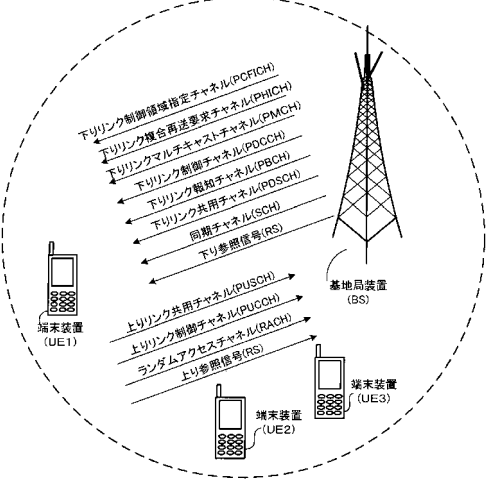 下りリンク制御領域指定チャネル(PCFICH)
下りリンク複合再送要求チャネル(PHICH)
下りリンクマルチキャストチャネル(PMCH)
下りリンク制御チャネル(PDCCH)
下りリンク報知チャネル(PBCH)
下りリンク共用チャネル(PDSCH)
同期チャネル(SCH)
下り参照信号(RS)
基地局装置
(BS)
端末装置
(UE1)
上りリンク共用チャネル(PUSCH)
上りリンク制御チャネル(PUCCH)
ランダムアクセスチャネル(RACH)
上り参照信号(RS)
端末装置
(UE2)
端末装置
(UE3)